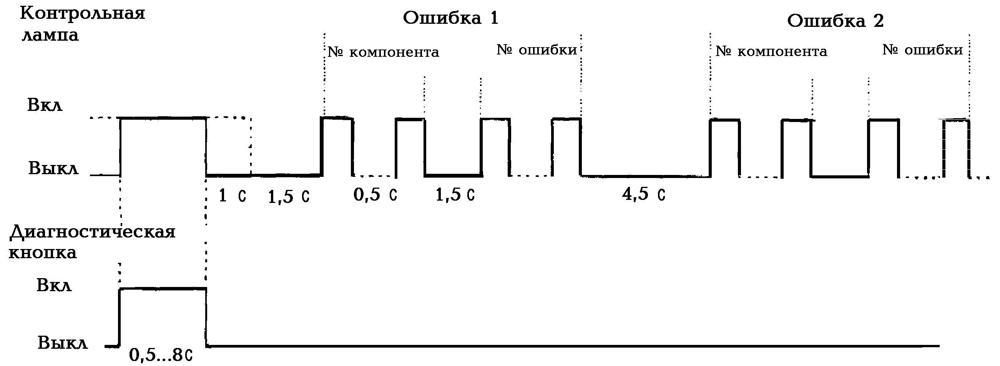 Контрольная
лампа
Ошибка 1
Ошибка 2
№ компонента
№ ошибки
№ компонента
№ ошибки
Вкл
Выкл
1 с
1,5 с
0,5 с
1,5 с
4,5 с
Диагностическая
кнопка
Вкл
Выкл
0,5...8с